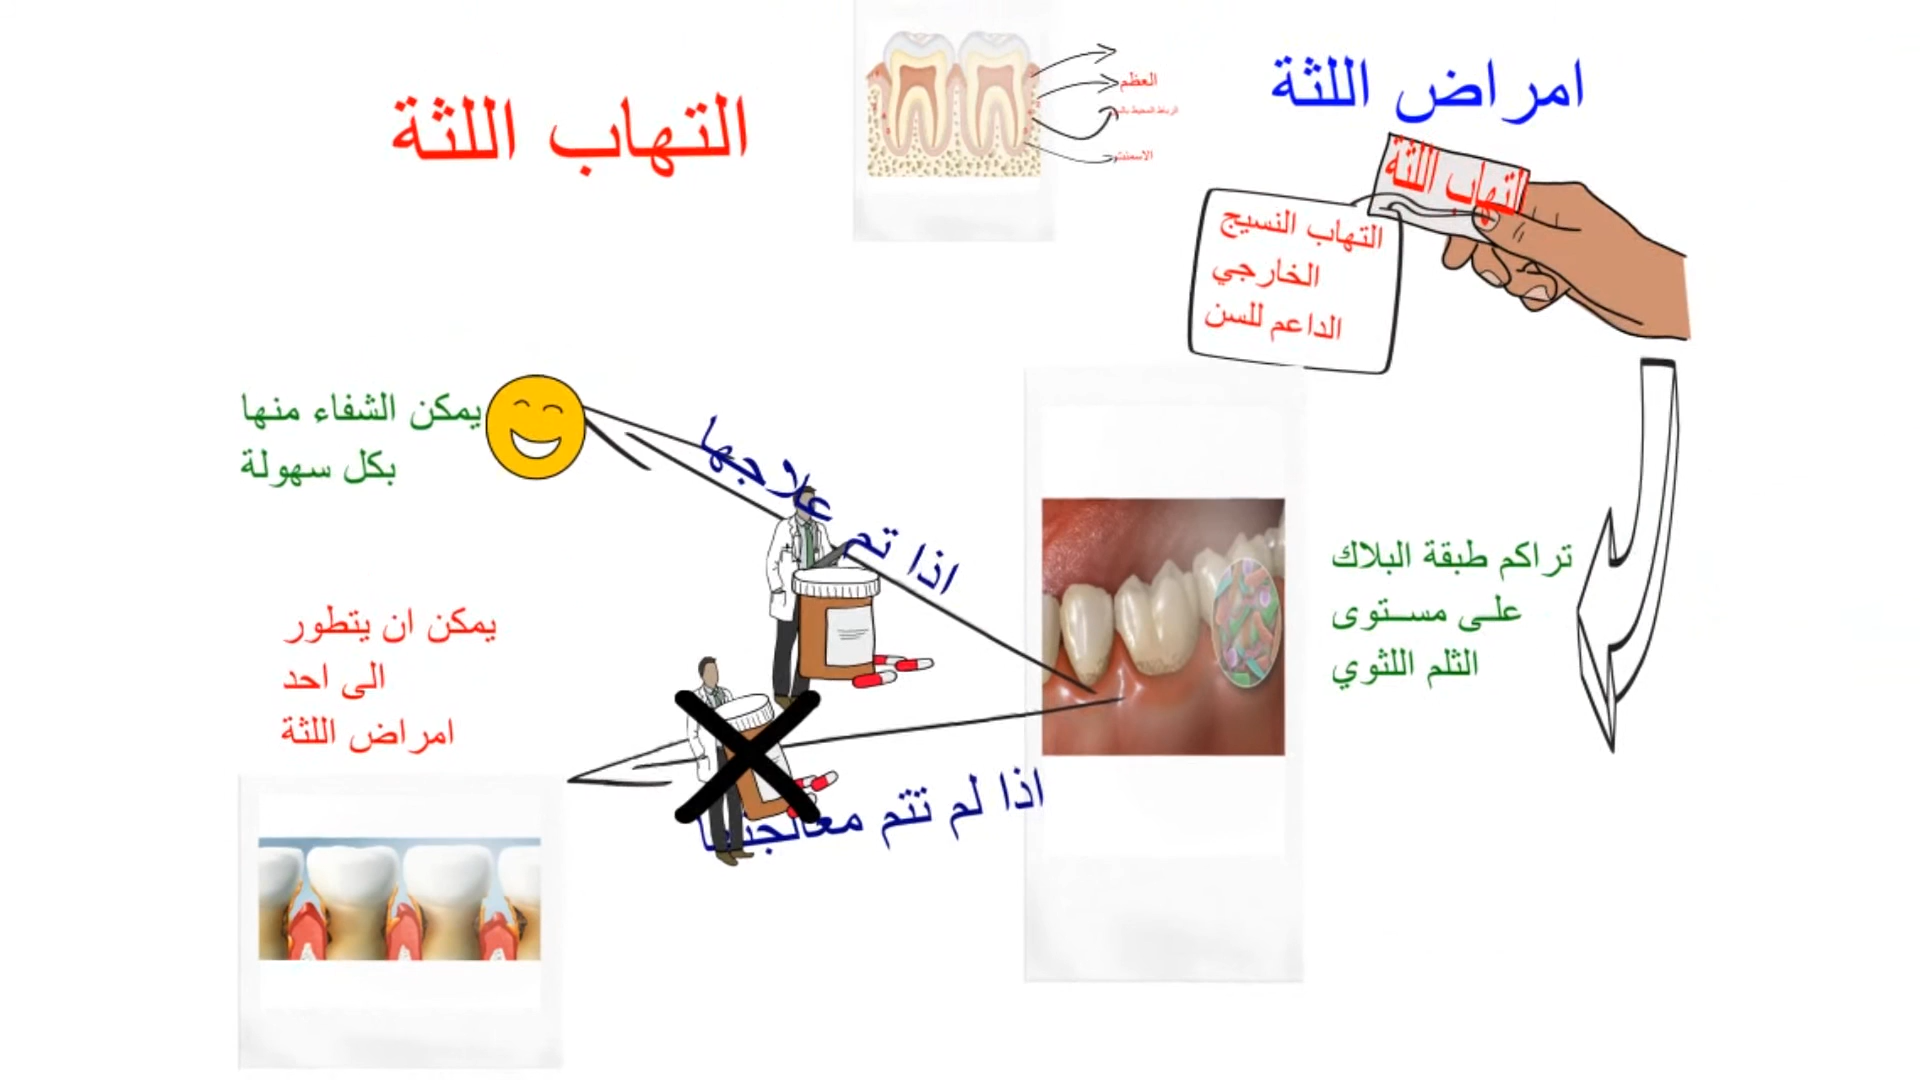 امراض اللثة
التهاب اللثة
العظم
الرباط المحيط
التهاب اللثة
التهاب النسيج
الخارجي
الداعم للسن
تراكم طبقة البلاك
على مستوى
الثلم اللثوي
اذا تم علاجها
يمكن الشفاء منها
بكل سهولة
اذا لم تتم معالجتها
يمكن ان يتطور
الى احد
امراض اللثة